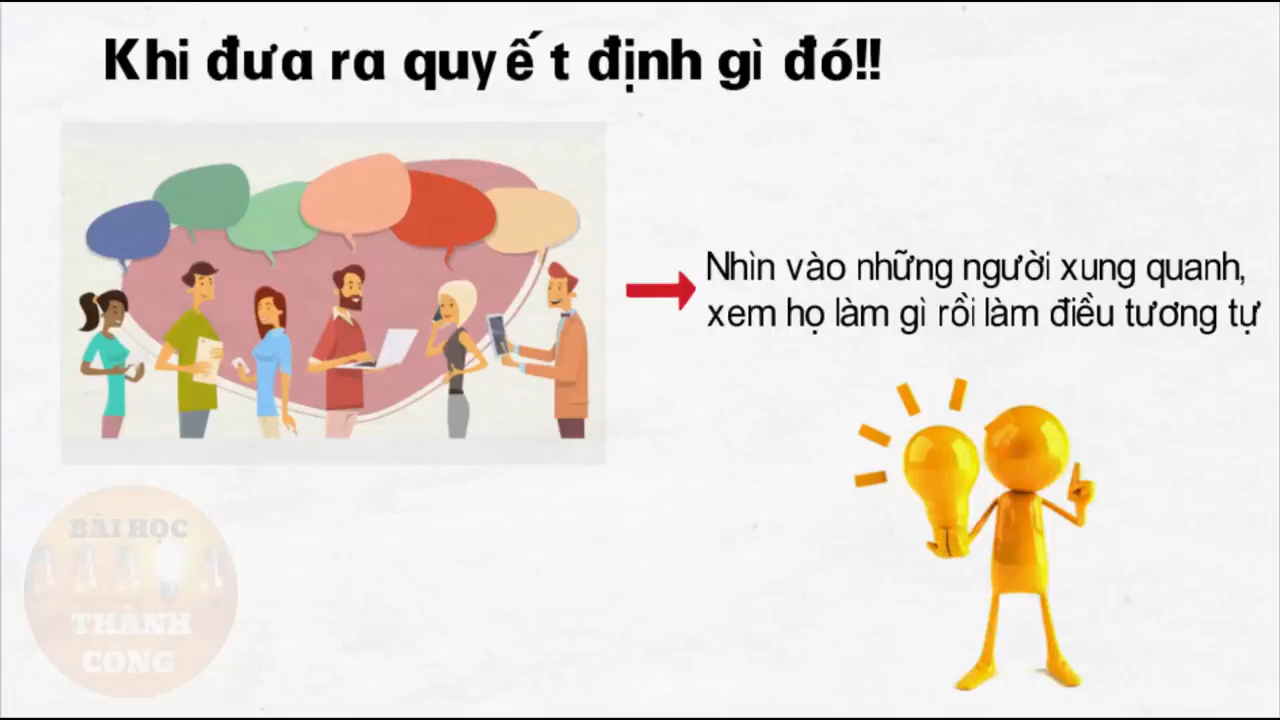 Khi đưa ra quyết định gì đó!!
Nhìn vào những người xung quanh,
xem họ làm gì rồi làm điều tương tự
BÀI HỌC
THÀNH
CÔNG